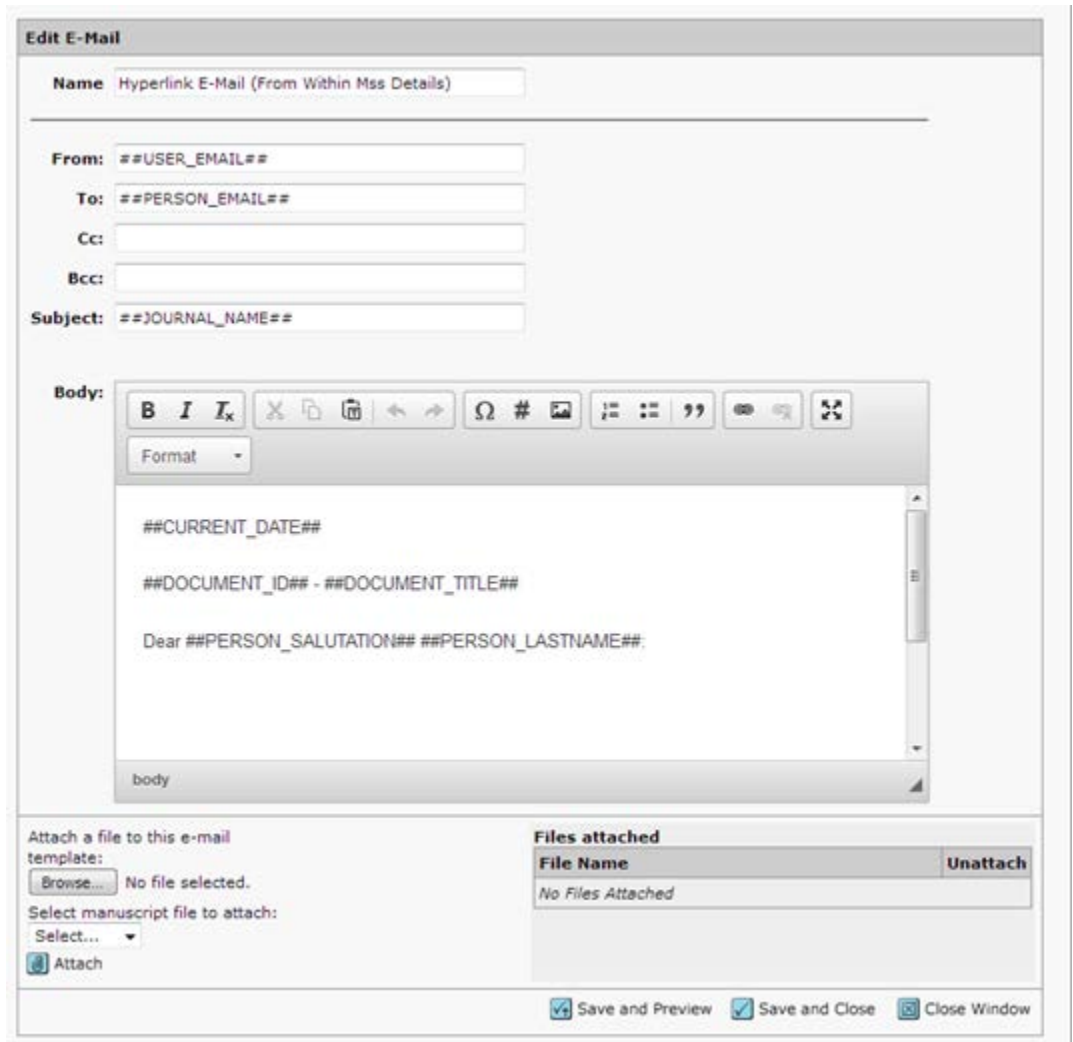 Edit E-Mail
Name Hyperlink E-Mail (From Within Mss Details)
From: ##USER_EMAIL##
To: ##PERSON_EMAIL##
Cc:
Bcc:
Subject: ##JOURNAL_NAME##
Body:
B I Tx Ω #
Format
##CURRENT_DATE##
##DOCUMENT_ID## - ##DOCUMENT_TITLE##
Dear ##PERSON_SALUTATION## ##PERSON_LASTNAME##:
body
Attach a file to this e-mail
template:
Browse... No file selected.
Select manuscript file to attach:
Select...
Attach
Files attached
File Name Unattach
No Files Attached
Save and Preview Save and Close Close Window